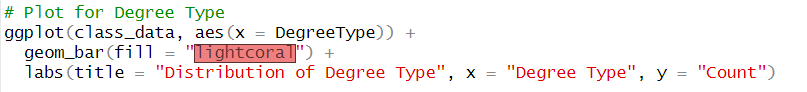 # Plot for Degree Type
ggplot(class_data, aes(x = DegreeType)) +
  geom_bar(fill = "lightcoral") +
  labs(title = "Distribution of Degree Type", x = "Degree Type", y = "Count")